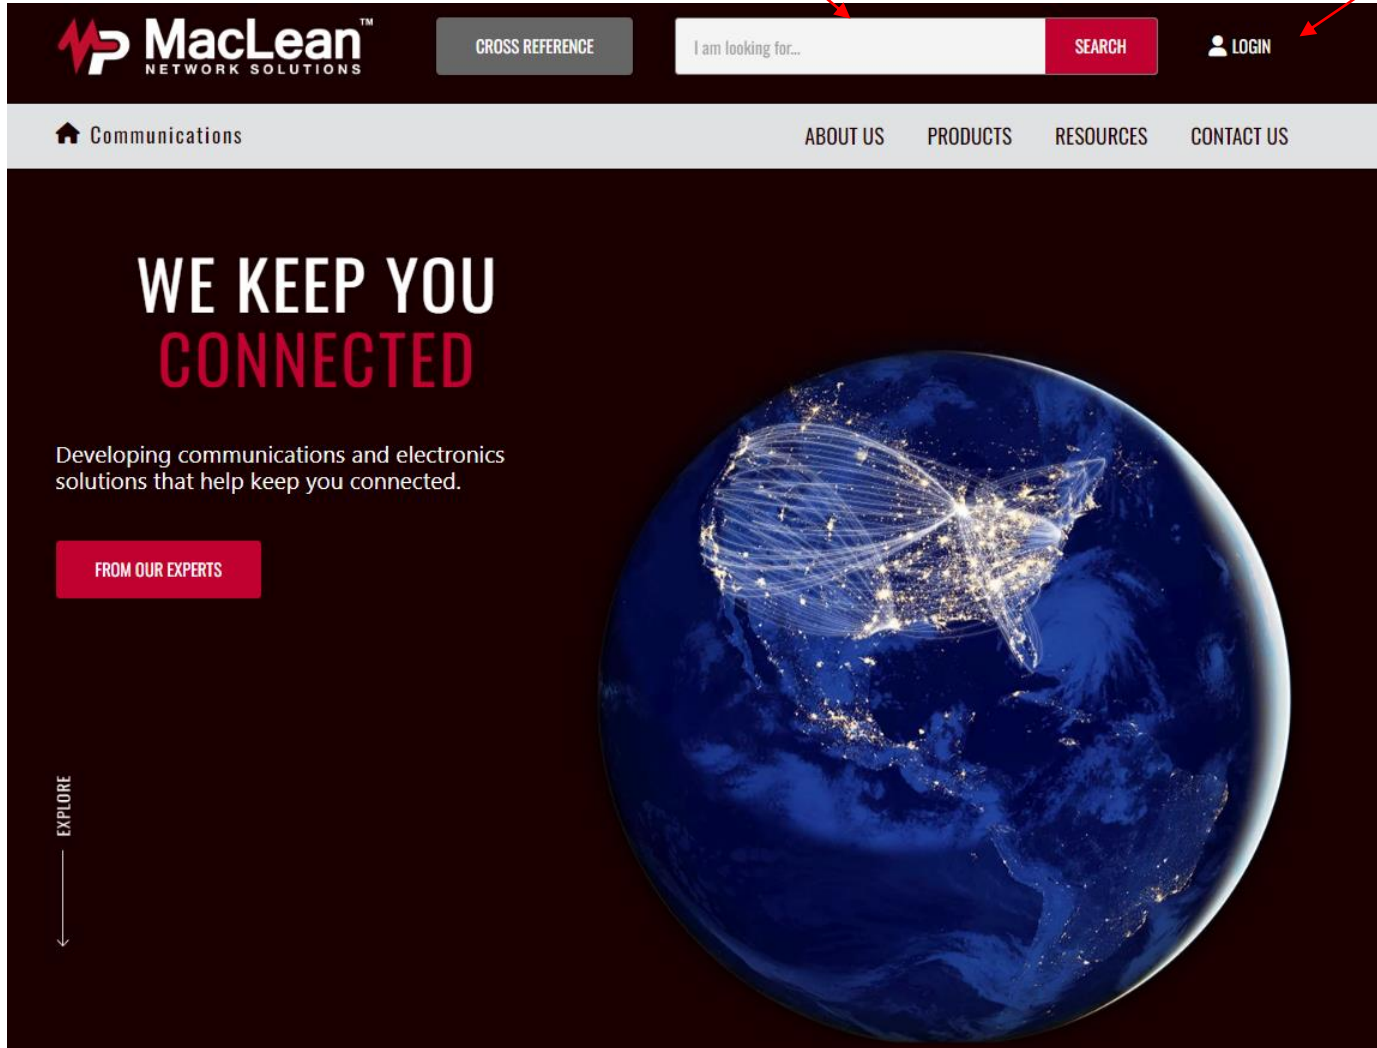 MacLean™
NETWORK SOLUTIONS
CROSS REFERENCE
I am looking for...
SEARCH
LOGIN
Communications
ABOUT US
PRODUCTS
RESOURCES
CONTACT US
WE KEEP YOU
CONNECTED
Developing communications and electronics
solutions that help keep you connected.
FROM OUR EXPERTS
EXPLORE